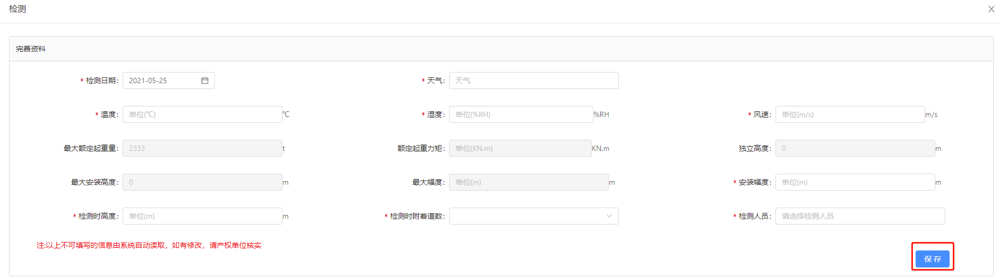 检测 X
完善资料
* 检测日期: 2021-05-25 * 天气: 天气
* 温度: 单位(℃) ℃ * 湿度: 单位(%RH) %RH * 风速: 单位(m/s) m/s
最大额定起重量: 2333 t 额定起重力矩: 单位(KN.m) KN.m 独立高度: 0 m
最大安装高度: 0 m 最大幅度: 单位(m) m * 安装幅度: 单位(m) m
* 检测时高度: 单位(m) m * 检测时附着道数: * 检测人员: 请选择检测人员
注:以上不可填写的信息由系统自动读取，如有修改，请产权单位核实
保 存